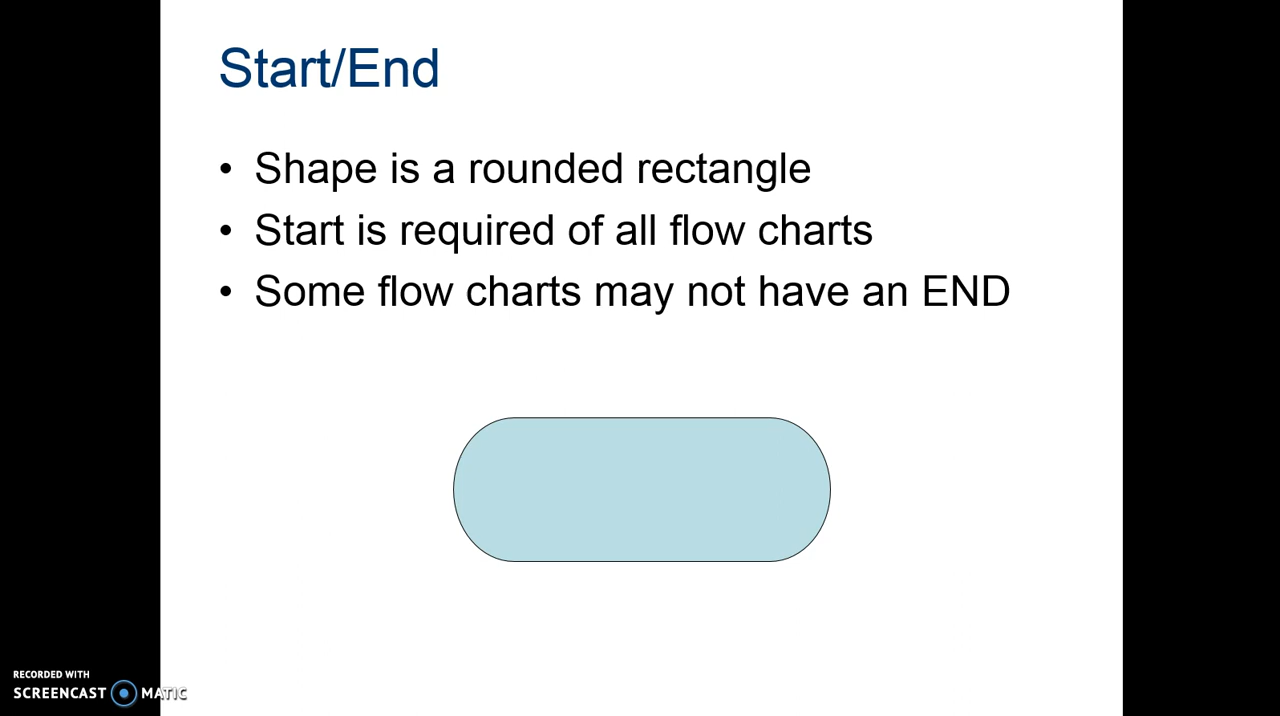 Start/End
• Shape is a rounded rectangle
• Start is required of all flow charts
• Some flow charts may not have an END
RECORDED WITH
SCREENCAST MATIC